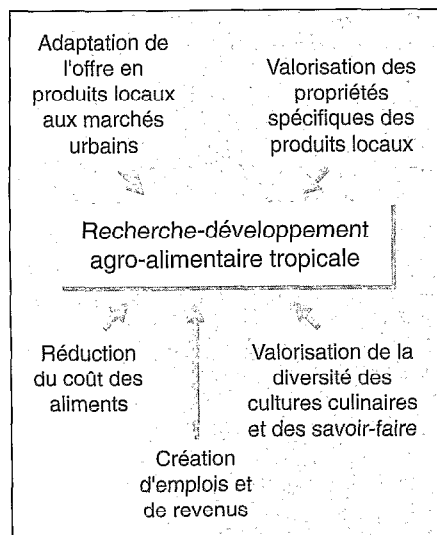 Adaptation de
l'offre en
produits locaux
aux marchés
urbains
Valorisation des
propriétés
spécifiques des
produits locaux
Recherche-développement
agro-alimentaire tropicale
Réduction
du coût des
aliments
Création
d'emplois et
de revenus
Valorisation de la
diversité des
cultures culinaires
et des savoir-faire